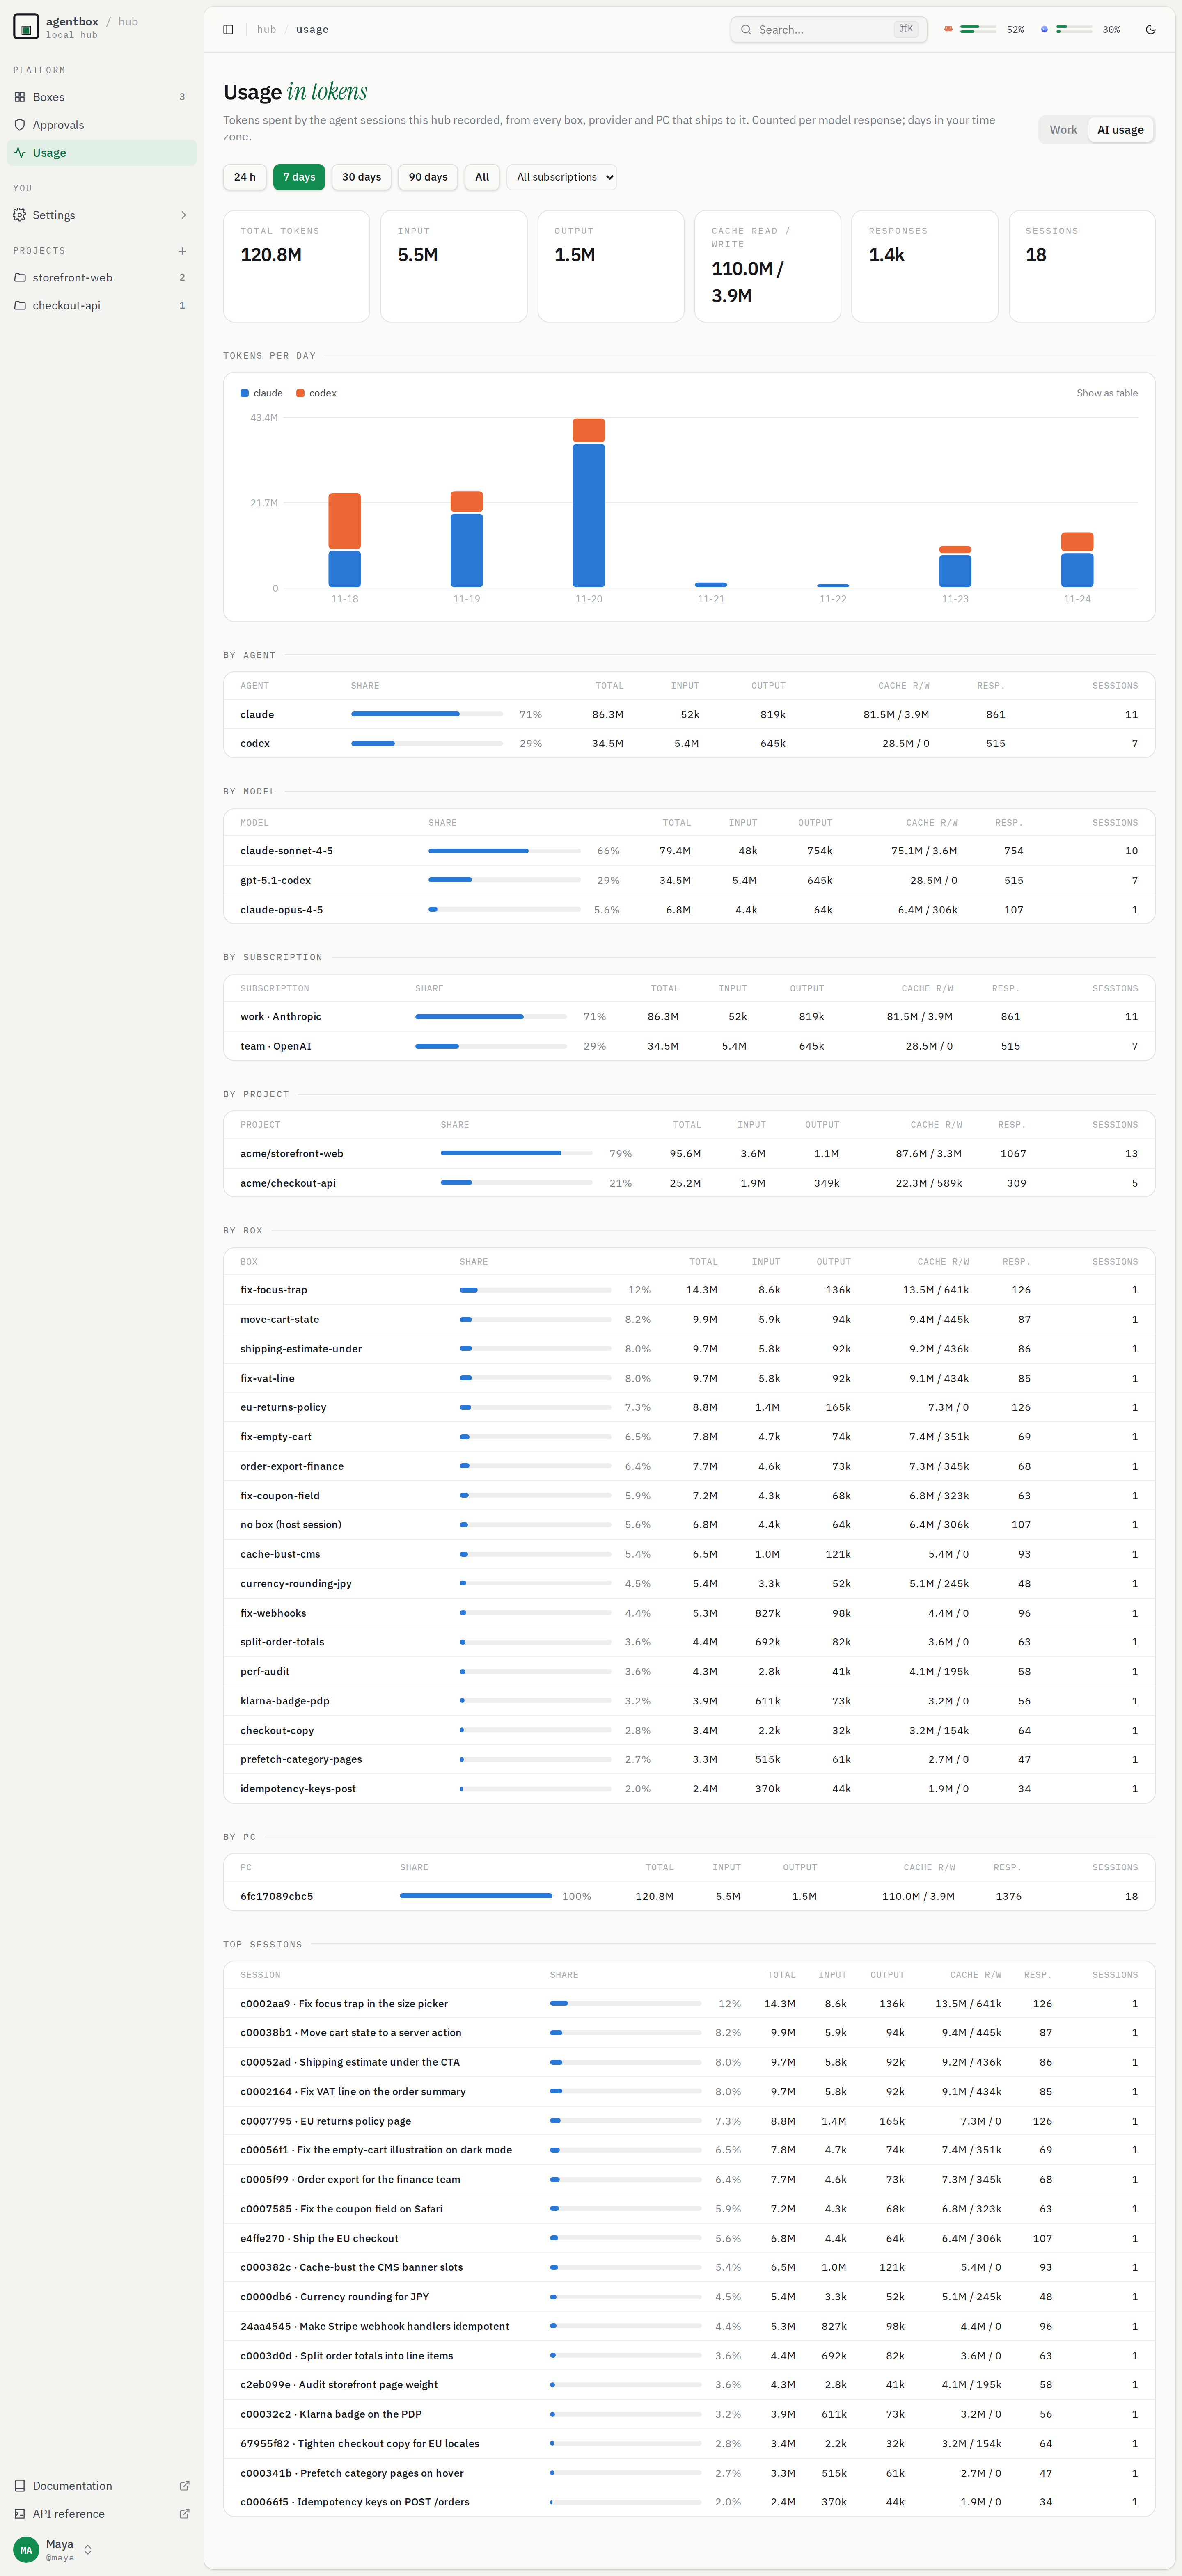 agentbox / hub
local hub
PLATFORM
Boxes 3
Approvals
Usage
YOU
Settings
PROJECTS
storefront-web 2
checkout-api 1
Documentation
API reference
MA Maya
@maya
hub / usage
Search... ⌘K
52% 30%
Usage in tokens
Tokens spent by the agent sessions this hub recorded, from every box, provider and PC that ships to it. Counted per model response; days in your time
zone.
Work AI usage
24 h 7 days 30 days 90 days All All subscriptions
TOTAL TOKENS
120.8M
INPUT
5.5M
OUTPUT
1.5M
CACHE READ /
WRITE
110.0M /
3.9M
RESPONSES
1.4k
SESSIONS
18
TOKENS PER DAY
claude codex Show as table
43.4M
21.7M
0
11-18 11-19 11-20 11-21 11-22 11-23 11-24
BY AGENT
AGENT SHARE TOTAL INPUT OUTPUT CACHE R/W RESP. SESSIONS
claude 71% 86.3M 52k 819k 81.5M / 3.9M 861 11
codex 29% 34.5M 5.4M 645k 28.5M / 0 515 7
BY MODEL
MODEL SHARE TOTAL INPUT OUTPUT CACHE R/W RESP. SESSIONS
claude-sonnet-4-5 66% 79.4M 48k 754k 75.1M / 3.6M 754 10
gpt-5.1-codex 29% 34.5M 5.4M 645k 28.5M / 0 515 7
claude-opus-4-5 5.6% 6.8M 4.4k 64k 6.4M / 306k 107 1
BY SUBSCRIPTION
SUBSCRIPTION SHARE TOTAL INPUT OUTPUT CACHE R/W RESP. SESSIONS
work · Anthropic 71% 86.3M 52k 819k 81.5M / 3.9M 861 11
team · OpenAI 29% 34.5M 5.4M 645k 28.5M / 0 515 7
BY PROJECT
PROJECT SHARE TOTAL INPUT OUTPUT CACHE R/W RESP. SESSIONS
acme/storefront-web 79% 95.6M 3.6M 1.1M 87.6M / 3.3M 1067 13
acme/checkout-api 21% 25.2M 1.9M 349k 22.3M / 589k 309 5
BY BOX
BOX SHARE TOTAL INPUT OUTPUT CACHE R/W RESP. SESSIONS
fix-focus-trap 12% 14.3M 8.6k 136k 13.5M / 641k 126 1
move-cart-state 8.2% 9.9M 5.9k 94k 9.4M / 445k 87 1
shipping-estimate-under 8.0% 9.7M 5.8k 92k 9.2M / 436k 86 1
fix-vat-line 8.0% 9.7M 5.8k 92k 9.1M / 434k 85 1
eu-returns-policy 7.3% 8.8M 1.4M 165k 7.3M / 0 126 1
fix-empty-cart 6.5% 7.8M 4.7k 74k 7.4M / 351k 69 1
order-export-finance 6.4% 7.7M 4.6k 73k 7.3M / 345k 68 1
fix-coupon-field 5.9% 7.2M 4.3k 68k 6.8M / 323k 63 1
no box (host session) 5.6% 6.8M 4.4k 64k 6.4M / 306k 107 1
cache-bust-cms 5.4% 6.5M 1.0M 121k 5.4M / 0 93 1
currency-rounding-jpy 4.5% 5.4M 3.3k 52k 5.1M / 245k 48 1
fix-webhooks 4.4% 5.3M 827k 98k 4.4M / 0 96 1
split-order-totals 3.6% 4.4M 692k 82k 3.6M / 0 63 1
perf-audit 3.6% 4.3M 2.8k 41k 4.1M / 195k 58 1
klarna-badge-pdp 3.2% 3.9M 611k 73k 3.2M / 0 56 1
checkout-copy 2.8% 3.4M 2.2k 32k 3.2M / 154k 64 1
prefetch-category-pages 2.7% 3.3M 515k 61k 2.7M / 0 47 1
idempotency-keys-post 2.0% 2.4M 370k 44k 1.9M / 0 34 1
BY PC
PC SHARE TOTAL INPUT OUTPUT CACHE R/W RESP. SESSIONS
6fc17089cbc5 100% 120.8M 5.5M 1.5M 110.0M / 3.9M 1376 18
TOP SESSIONS
SESSION SHARE TOTAL INPUT OUTPUT CACHE R/W RESP. SESSIONS
c0002aa9 · Fix focus trap in the size picker 12% 14.3M 8.6k 136k 13.5M / 641k 126 1
c00038b1 · Move cart state to a server action 8.2% 9.9M 5.9k 94k 9.4M / 445k 87 1
c00052ad · Shipping estimate under the CTA 8.0% 9.7M 5.8k 92k 9.2M / 436k 86 1
c0002164 · Fix VAT line on the order summary 8.0% 9.7M 5.8k 92k 9.1M / 434k 85 1
c0007795 · EU returns policy page 7.3% 8.8M 1.4M 165k 7.3M / 0 126 1
c00056f1 · Fix the empty-cart illustration on dark mode 6.5% 7.8M 4.7k 74k 7.4M / 351k 69 1
c0005f99 · Order export for the finance team 6.4% 7.7M 4.6k 73k 7.3M / 345k 68 1
c0007585 · Fix the coupon field on Safari 5.9% 7.2M 4.3k 68k 6.8M / 323k 63 1
e4ffe270 · Ship the EU checkout 5.6% 6.8M 4.4k 64k 6.4M / 306k 107 1
c000382c · Cache-bust the CMS banner slots 5.4% 6.5M 1.0M 121k 5.4M / 0 93 1
c0000db6 · Currency rounding for JPY 4.5% 5.4M 3.3k 52k 5.1M / 245k 48 1
24aa4545 · Make Stripe webhook handlers idempotent 4.4% 5.3M 827k 98k 4.4M / 0 96 1
c0003d0d · Split order totals into line items 3.6% 4.4M 692k 82k 3.6M / 0 63 1
c2eb099e · Audit storefront page weight 3.6% 4.3M 2.8k 41k 4.1M / 195k 58 1
c00032c2 · Klarna badge on the PDP 3.2% 3.9M 611k 73k 3.2M / 0 56 1
67955f82 · Tighten checkout copy for EU locales 2.8% 3.4M 2.2k 32k 3.2M / 154k 64 1
c000341b · Prefetch category pages on hover 2.7% 3.3M 515k 61k 2.7M / 0 47 1
c00066f5 · Idempotency keys on POST /orders 2.0% 2.4M 370k 44k 1.9M / 0 34 1